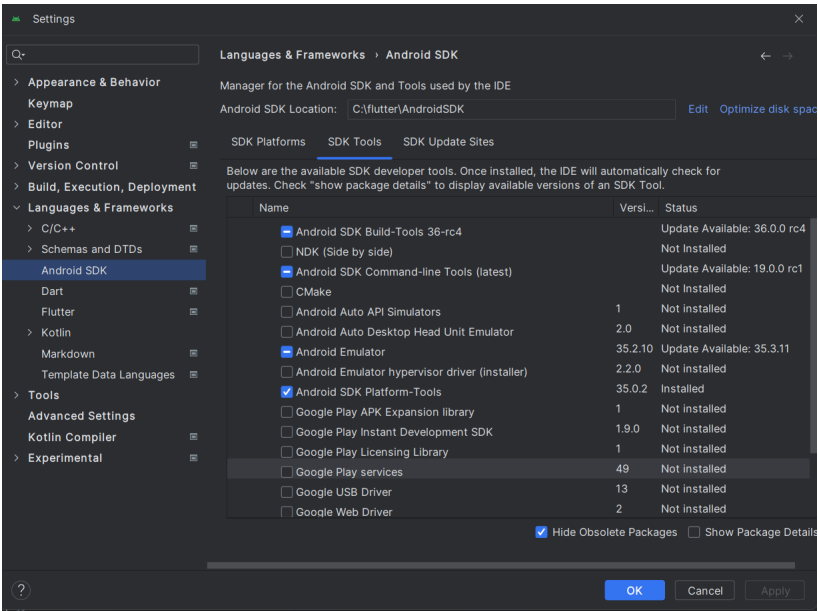 Settings
Languages & Frameworks › Android SDK
Appearance & Behavior
Keymap
Editor
Plugins
Version Control
Build, Execution, Deployment
Languages & Frameworks
C/C++
Schemas and DTDs
Android SDK
Dart
Flutter
Kotlin
Markdown
Template Data Languages
Tools
Advanced Settings
Kotlin Compiler
Experimental
Manager for the Android SDK and Tools used by the IDE
Android SDK Location: C:\flutter\AndroidSDK Edit Optimize disk spac
SDK Platforms SDK Tools SDK Update Sites
Below are the available SDK developer tools. Once installed, the IDE will automatically check for
updates. Check "show package details" to display available versions of an SDK Tool.
Name Versi... Status
Android SDK Build-Tools 36-rc4 Update Available: 36.0.0 rc4
NDK (Side by side) Not Installed
Android SDK Command-line Tools (latest) Update Available: 19.0.0 rc1
CMake Not Installed
Android Auto API Simulators 1 Not installed
Android Auto Desktop Head Unit Emulator 2.0 Not installed
Android Emulator 35.2.10 Update Available: 35.3.11
Android Emulator hypervisor driver (installer) 2.2.0 Not installed
Android SDK Platform-Tools 35.0.2 Installed
Google Play APK Expansion library 1 Not installed
Google Play Instant Development SDK 1.9.0 Not installed
Google Play Licensing Library 1 Not installed
Google Play services 49 Not installed
Google USB Driver 13 Not installed
Google Web Driver 2 Not installed
Hide Obsolete Packages Show Package Details
? OK Cancel Apply